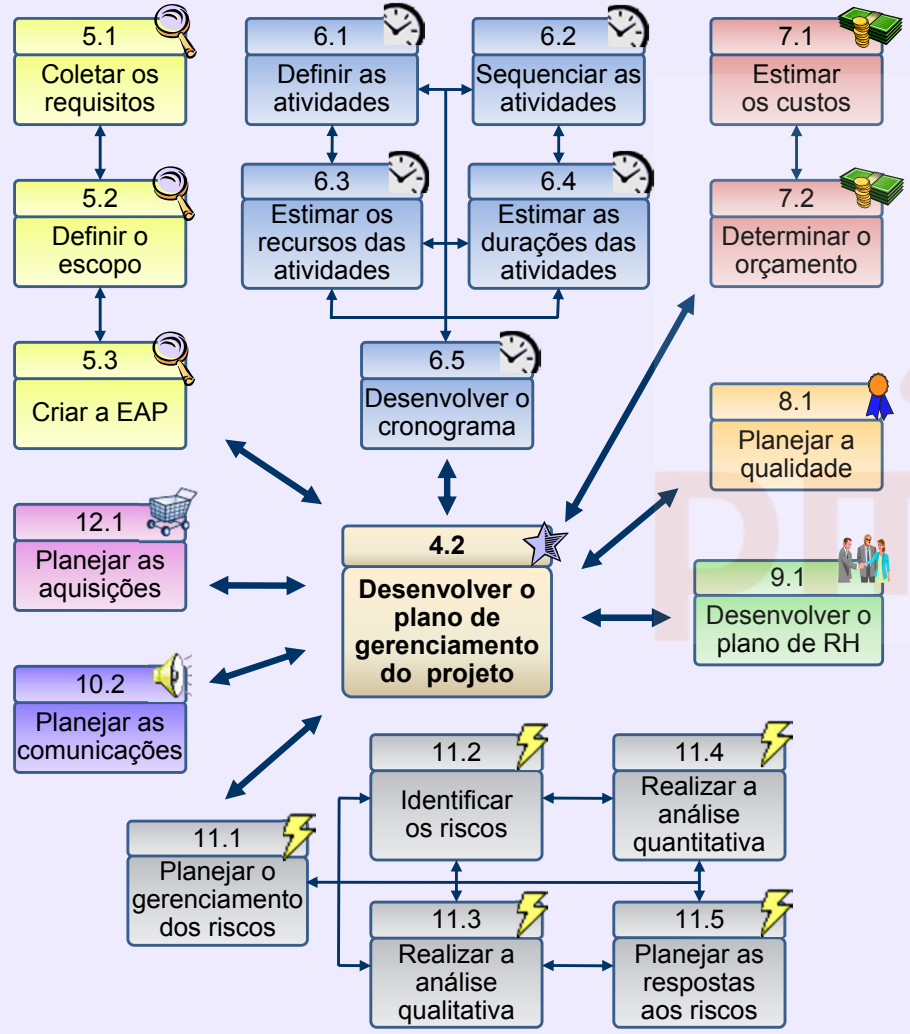 5.1
Coletar os
requisitos
6.1
Definir as
atividades
6.2
Sequenciar as
atividades
7.1
Estimar
os custos
5.2
Definir o
escopo
6.3
Estimar os
recursos das
atividades
6.4
Estimar as
durações das
atividades
7.2
Determinar o
orçamento
5.3
Criar a EAP
6.5
Desenvolver o
cronograma
8.1
Planejar a
qualidade
12.1
Planejar as
aquisições
4.2
Desenvolver o
plano de
gerenciamento
do projeto
9.1
Desenvolver o
plano de RH
10.2
Planejar as
comunicações
11.1
Planejar o
gerenciamento
dos riscos
11.2
Identificar
os riscos
11.4
Realizar a
análise
quantitativa
11.3
Realizar a
análise
qualitativa
11.5
Planejar as
respostas
aos riscos